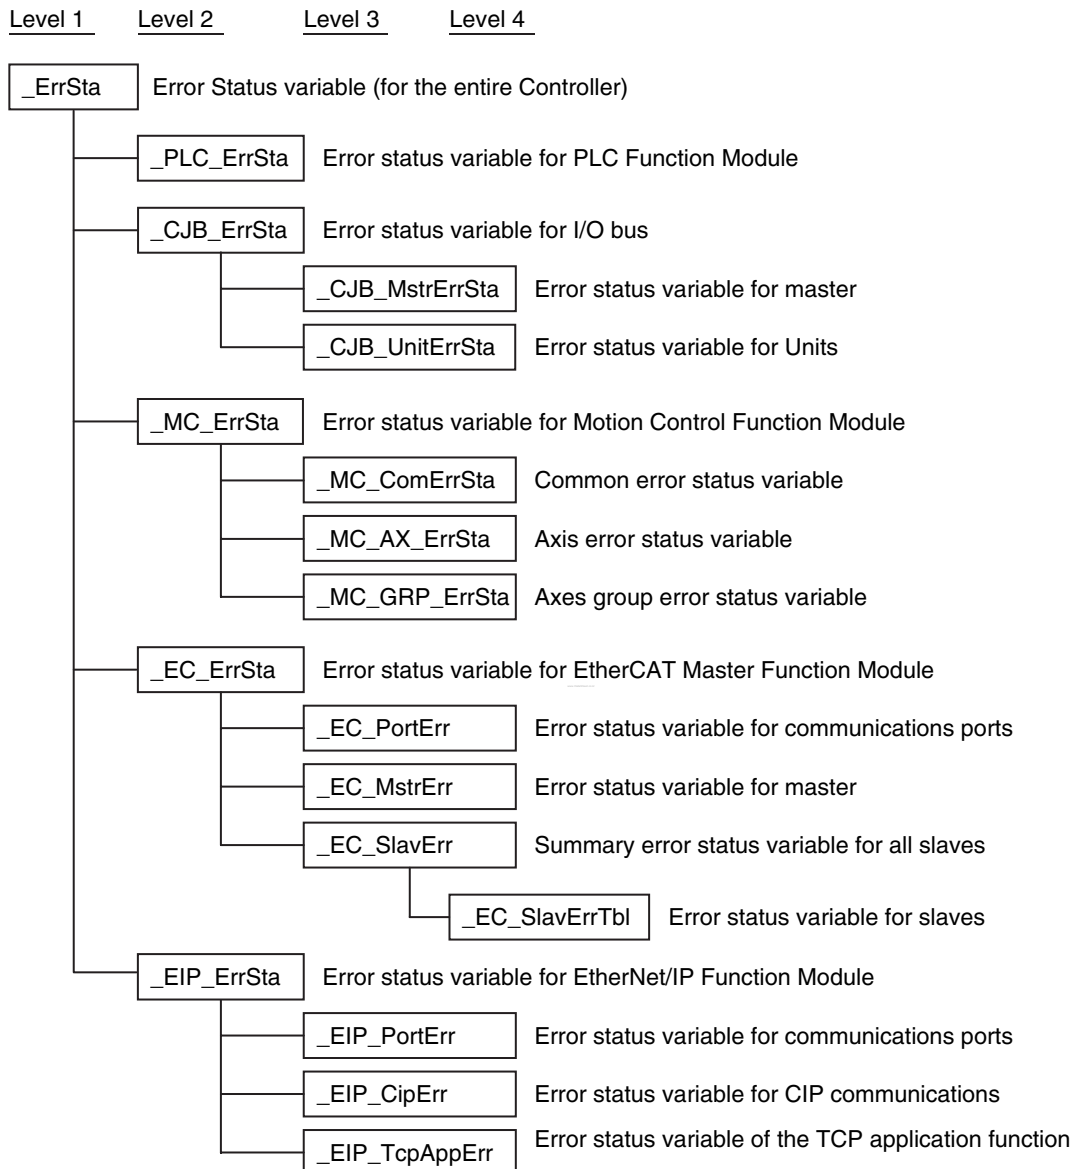 Level 1 Level 2 Level 3 Level 4
_ErrSta Error Status variable (for the entire Controller)
_PLC_ErrSta Error status variable for PLC Function Module
_CJB_ErrSta Error status variable for I/O bus
_CJB_MstrErrSta Error status variable for master
_CJB_UnitErrSta Error status variable for Units
_MC_ErrSta Error status variable for Motion Control Function Module
_MC_ComErrSta Common error status variable
_MC_AX_ErrSta Axis error status variable
_MC_GRP_ErrSta Axes group error status variable
_EC_ErrSta Error status variable for EtherCAT Master Function Module
_EC_PortErr Error status variable for communications ports
_EC_MstrErr Error status variable for master
_EC_SlavErr Summary error status variable for all slaves
_EC_SlavErrTbl Error status variable for slaves
_EIP_ErrSta Error status variable for EtherNet/IP Function Module
_EIP_PortErr Error status variable for communications ports
_EIP_CipErr Error status variable for CIP communications
_EIP_TcpAppErr Error status variable of the TCP application function